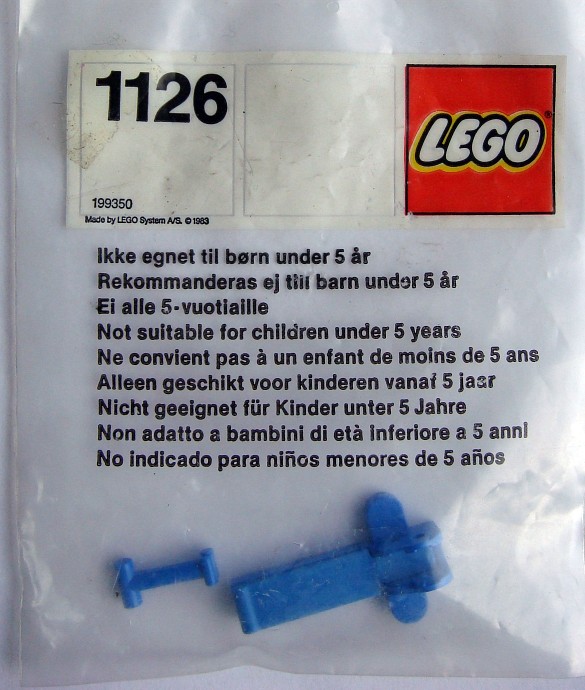 1126
LEGO®
199350
Made by LEGO System A/S. © 1983
Ikke egnet til børn under 5 år
Rekommanderas ej till barn under 5 år
Ei alle 5-vuotiaille
Not suitable for children under 5 years
Ne convient pas à un enfant de moins de 5 ans
Alleen geschikt voor kinderen vanaf 5 jaar
Nicht geeignet für Kinder unter 5 Jahre
Non adatto a bambini di età inferiore a 5 anni
No indicado para niños menores de 5 años